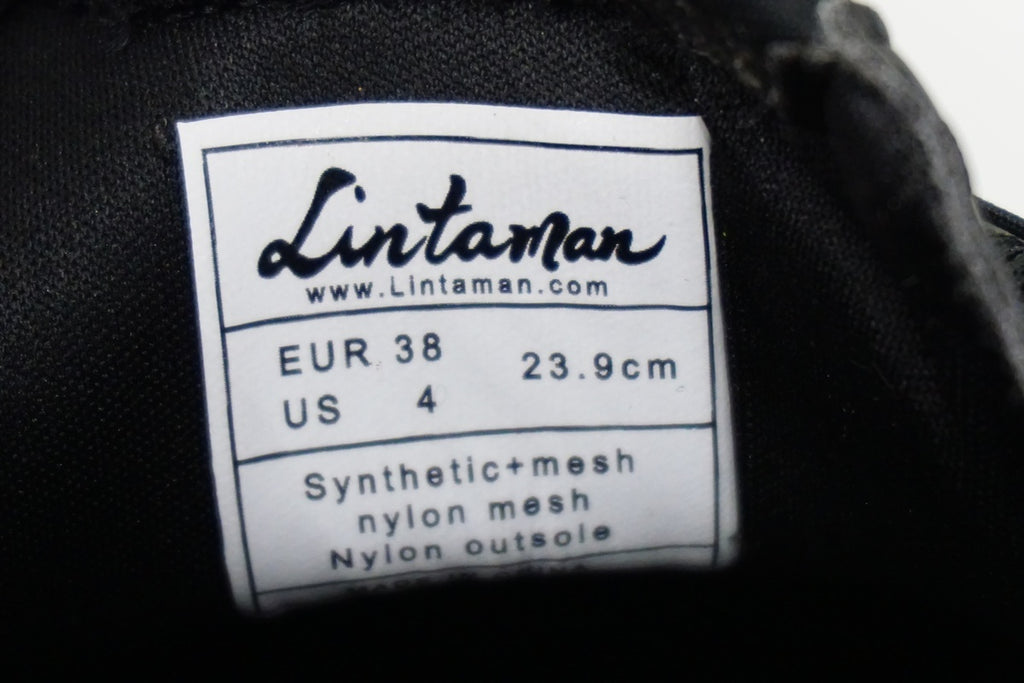 Lintaman
www.Lintaman.com
EUR 38 23.9cm
US 4
Synthetic+mesh
nylon mesh
Nylon outsole